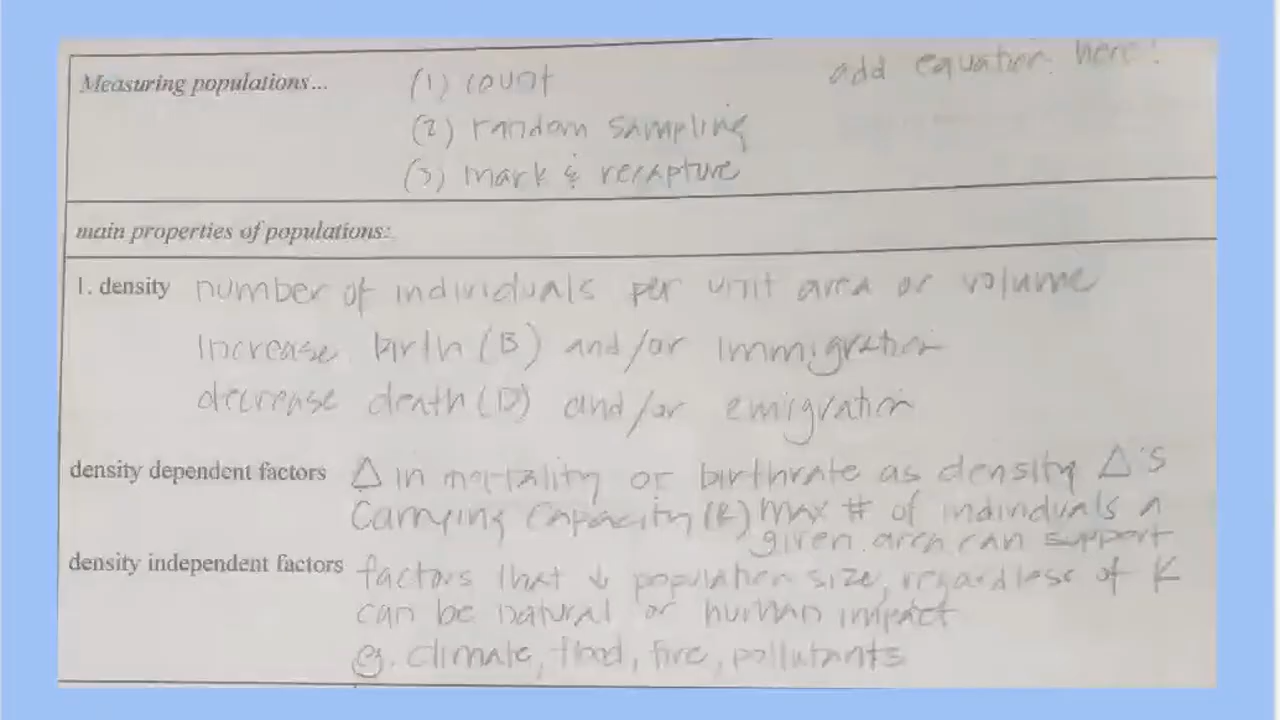 Measuring populations... (1) count add equation here!
(2) random sampling
(3) mark & recapture
main properties of populations:
1. density number of individuals per unit area or volume
Increase birth (B) and/or immigration
decrease death (D) and/or emigration
density dependent factors Δ in mortality or birthrate as density Δ's
Carrying Capacity (K) max # of individuals a
given area can support
density independent factors factors that ↓ population size, regardless of K
can be natural or human impact
eg. climate, flood, fire, pollutants